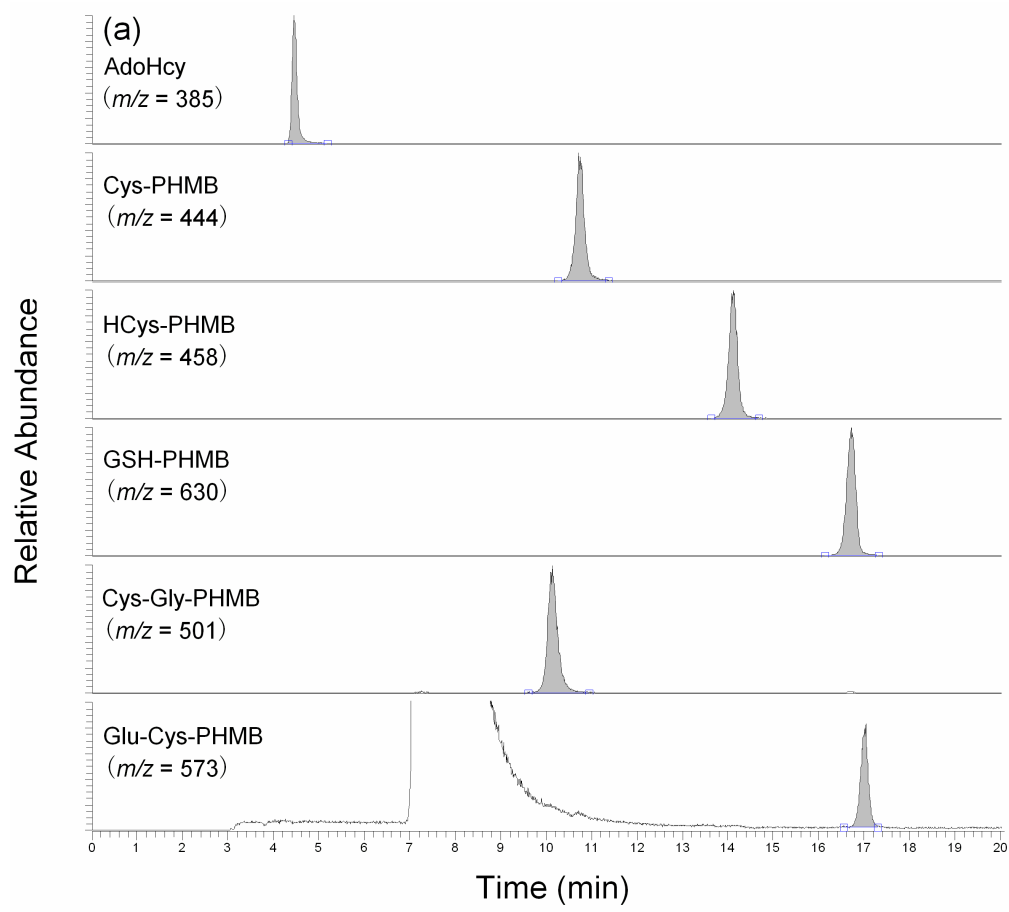 (a)
AdoHcy
(m/z = 385)
Cys-PHMB
(m/z = 444)
HCys-PHMB
(m/z = 458)
GSH-PHMB
(m/z = 630)
Cys-Gly-PHMB
(m/z = 501)
Glu-Cys-PHMB
(m/z = 573)
Relative Abundance
0 1 2 3 4 5 6 7 8 9 10 11 12 13 14 15 16 17 18 19 20
Time (min)